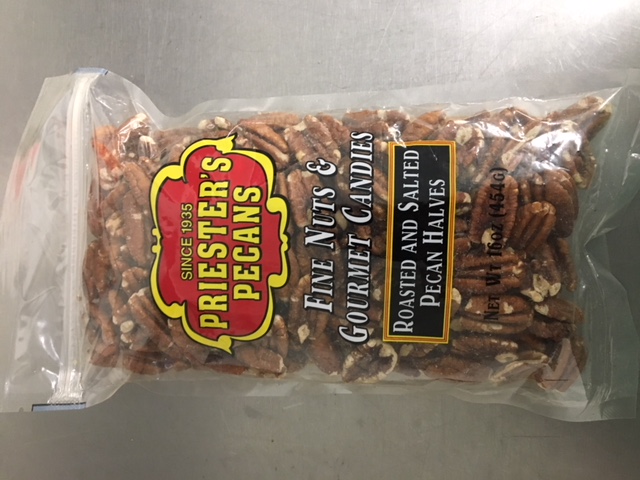 SINCE 1935
PRIESTER'S
PECANS
FINE NUTS &
GOURMET CANDIES
ROASTED AND SALTED
PECAN HALVES
NET WT 16OZ (454G)